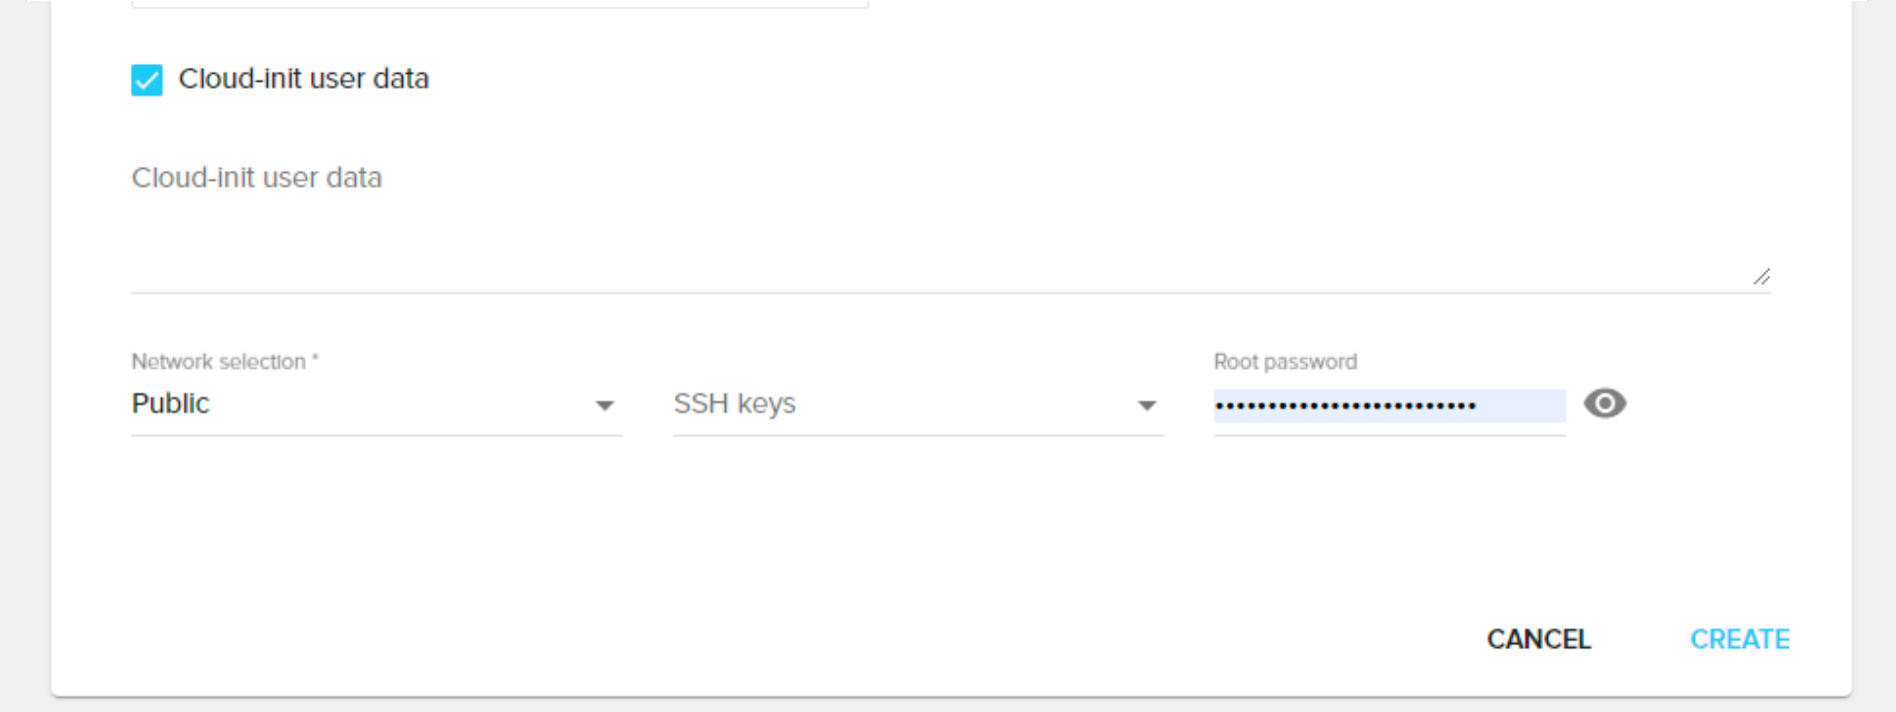 Cloud-init user data
Cloud-init user data
Network selection *
Public
SSH keys
Root password
•••••••••••••••••••••••••
CANCEL
CREATE